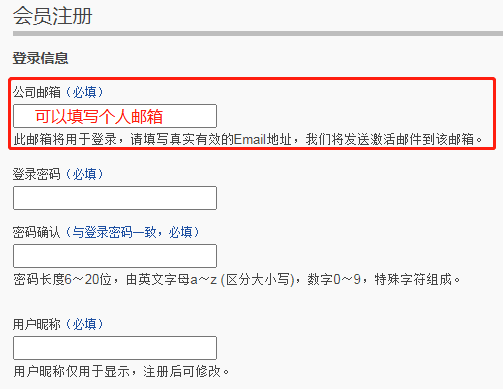 会员注册
登录信息
公司邮箱（必填）
可以填写个人邮箱
此邮箱将用于登录，请填写真实有效的Email地址，我们将发送激活邮件到该邮箱。
登录密码（必填）
密码确认（与登录密码一致，必填）
密码长度6～20位，由英文字母a～z (区分大小写)，数字0～9，特殊字符组成。
用户昵称（必填）
用户昵称仅用于显示，注册后可修改。